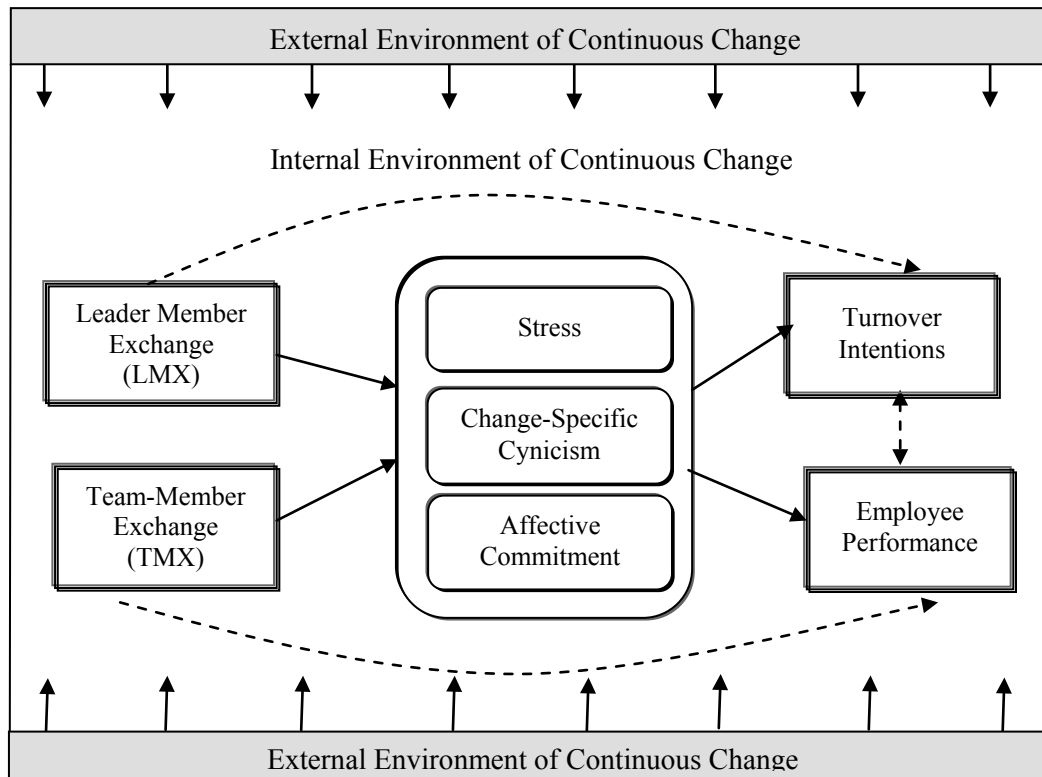 External Environment of Continuous Change
Internal Environment of Continuous Change
Leader Member
Exchange
(LMX)
Team-Member
Exchange
(TMX)
Stress
Change-Specific
Cynicism
Affective
Commitment
Turnover
Intentions
Employee
Performance
External Environment of Continuous Change